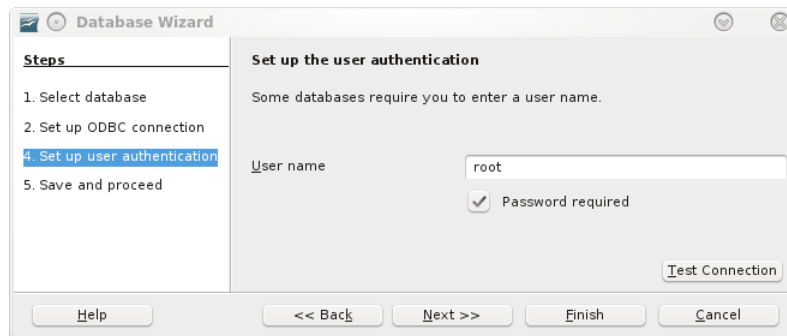 Database Wizard
Steps
1. Select database
2. Set up ODBC connection
4. Set up user authentication
5. Save and proceed
Set up the user authentication
Some databases require you to enter a user name.
User name
root
Password required
Test Connection
Help
<< Back
Next >>
Finish
Cancel